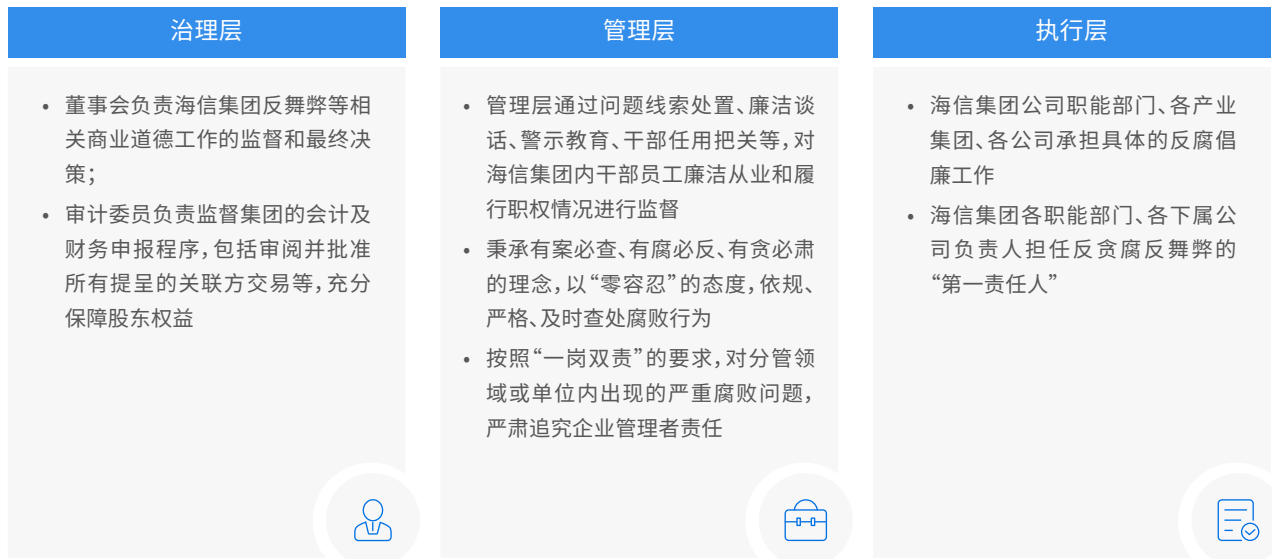 治理层
• 董事会负责海信集团反舞弊等相
关商业道德工作的监督和最终决
策；
• 审计委员负责监督集团的会计及
财务申报程序，包括审阅并批准
所有提呈的关联方交易等，充分
保障股东权益
管理层
• 管理层通过问题线索处置、廉洁谈
话、警示教育、干部任用把关等，对
海信集团内干部员工廉洁从业和履
行职权情况进行监督
• 秉承有案必查、有腐必反、有贪必肃
的理念，以“零容忍”的态度，依规、
严格、及时查处腐败行为
• 按照“一岗双责”的要求，对分管领
域或单位内出现的严重腐败问题，
严肃追究企业管理者责任
执行层
• 海信集团公司职能部门、各产业
集团、各公司承担具体的反腐倡
廉工作
• 海信集团各职能部门、各下属公
司负责人担任反贪腐反舞弊的
“第一责任人”